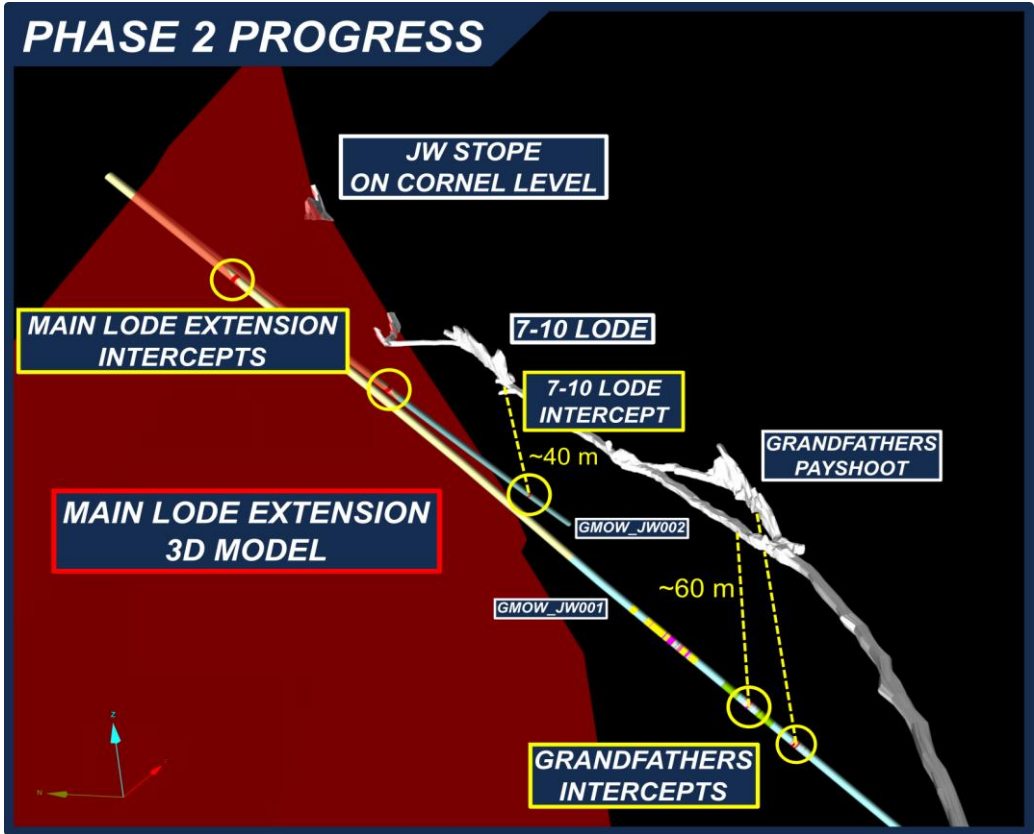 PHASE 2 PROGRESS
JW STOPE
ON CORNEL LEVEL
MAIN LODE EXTENSION
INTERCEPTS
7-10 LODE
7-10 LODE
INTERCEPT
GRANDFATHERS
PAYSHOOT
~40 m
MAIN LODE EXTENSION
3D MODEL
GMOW_JW002
~60 m
GMOW_JW001
GRANDFATHERS
INTERCEPTS
Z
N